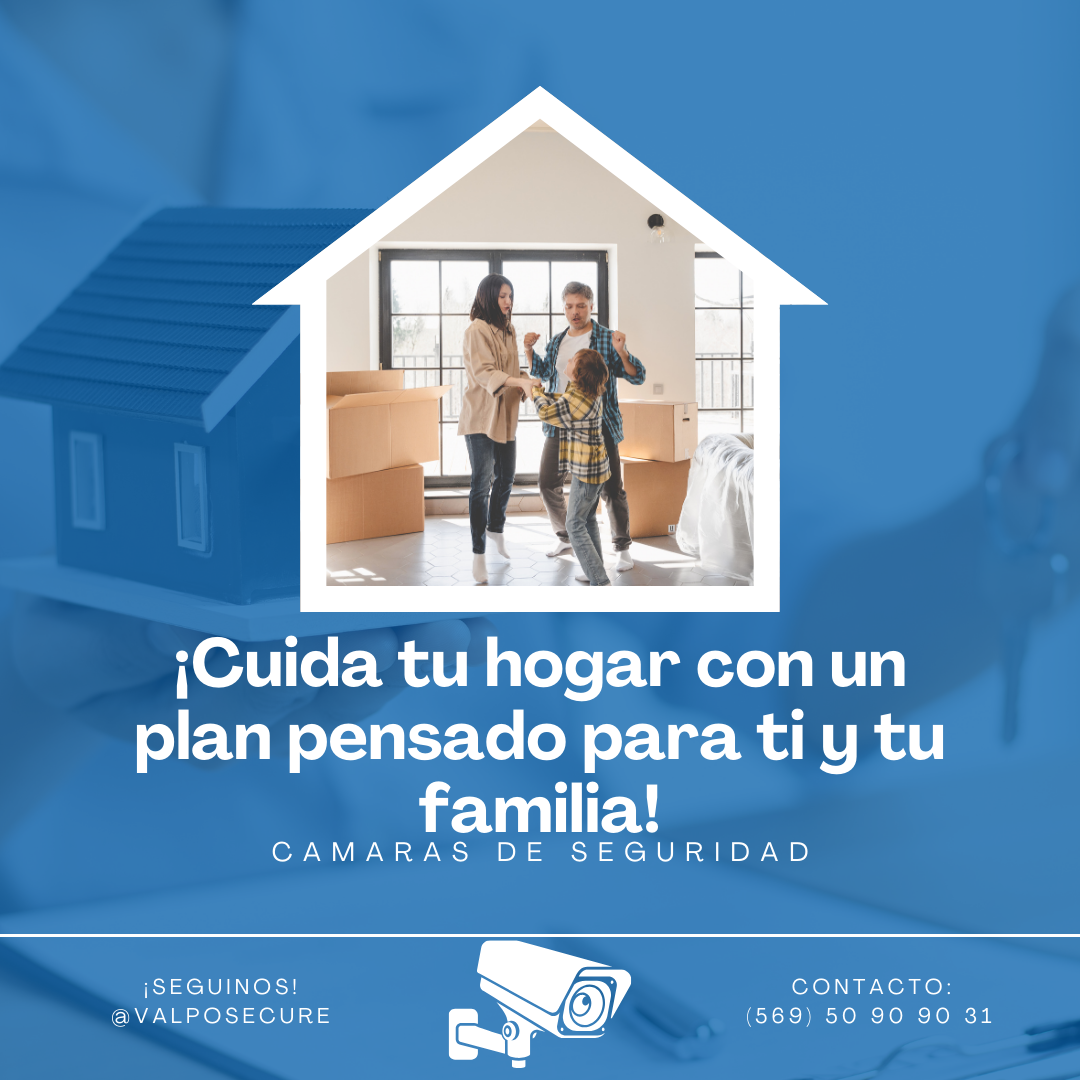 ¡Cuida tu hogar con un
plan pensado para ti y tu
familia!
CAMARAS DE SEGURIDAD
¡SEGUINOS!
@VALPOSECURE
CONTACTO:
(569) 50 90 90 31